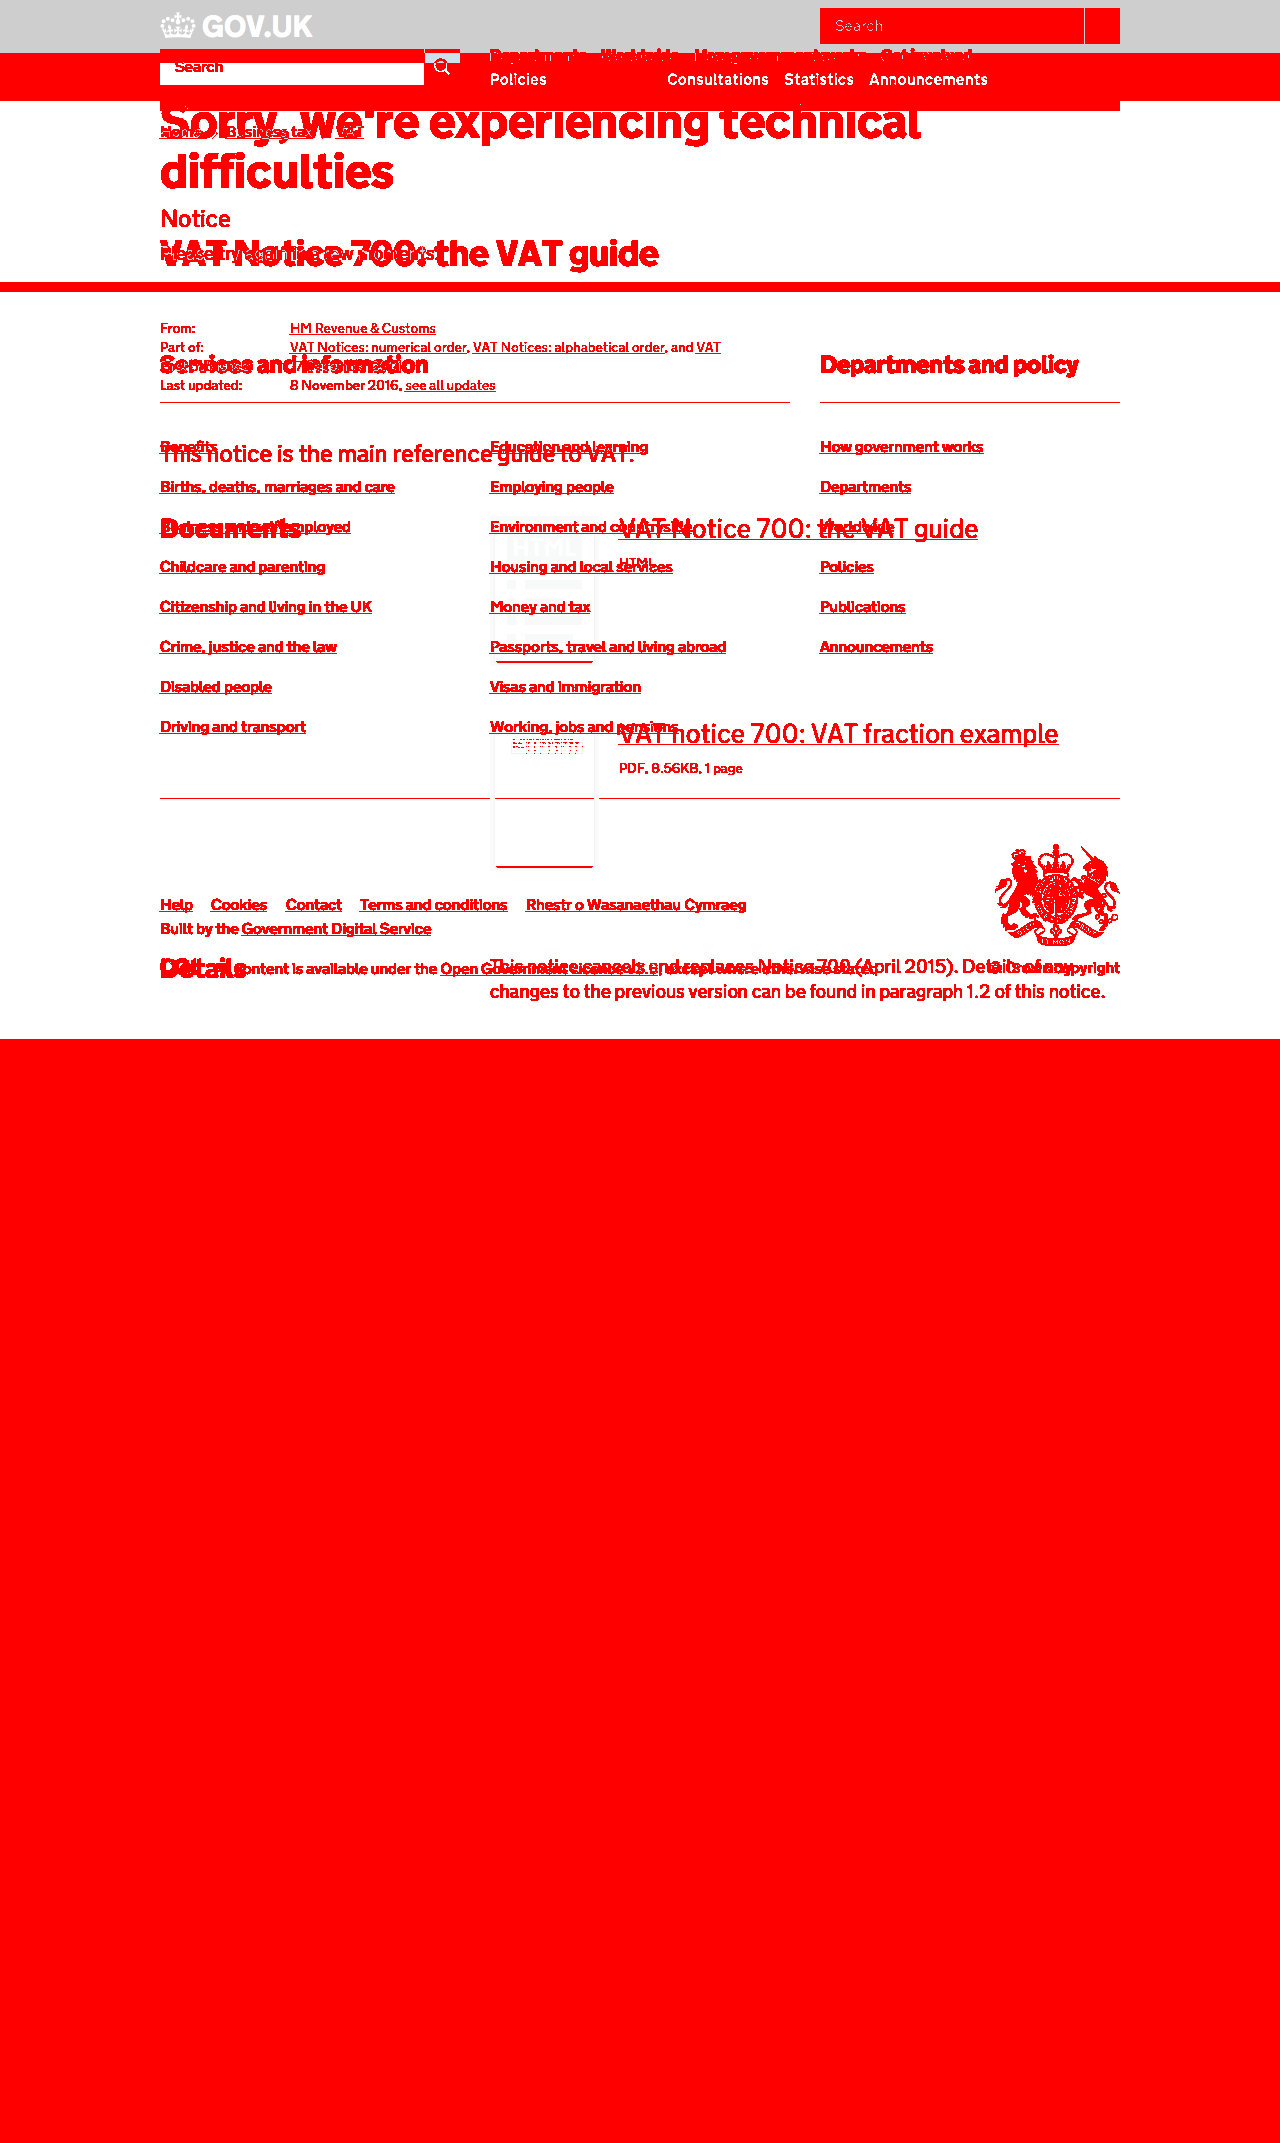 GOV.UK
Search
Search
Departments Worldwide How government works Get involved
Policies Consultations Statistics Announcements
Sorry, we're experiencing technical
Home Business tax VAT
difficulties
Notice
VAT Notice 700: the VAT guide
Please try again in a few moments.
From: HM Revenue & Customs
Part of: VAT Notices: numerical order, VAT Notices: alphabetical order, and VAT
Services and information
Departments and policy
Last updated: 8 November 2016, see all updates
Benefits
Education and learning
How government works
This notice is the main reference guide to VAT.
Births, deaths, marriages and care
Employing people
Departments
Documents
Environment and countryside
VAT Notice 700: the VAT guide
Worldwide
HTML
HTML
Childcare and parenting
Housing and local services
Policies
Citizenship and living in the UK
Money and tax
Publications
Crime, justice and the law
Passports, travel and living abroad
Announcements
Disabled people
Visas and immigration
Driving and transport
Working, jobs and pensions
VAT notice 700: VAT fraction example
PDF, 8.56KB, 1 page
Help Cookies Contact Terms and conditions Rhestr o Wasanaethau Cymraeg
Built by the Government Digital Service
Details
content is available under the Open Government Licence v3.0, except where otherwise stated
This notice cancels and replaces Notice 700 (April 2015). Details of any
© Crown copyright
changes to the previous version can be found in paragraph 1.2 of this notice.